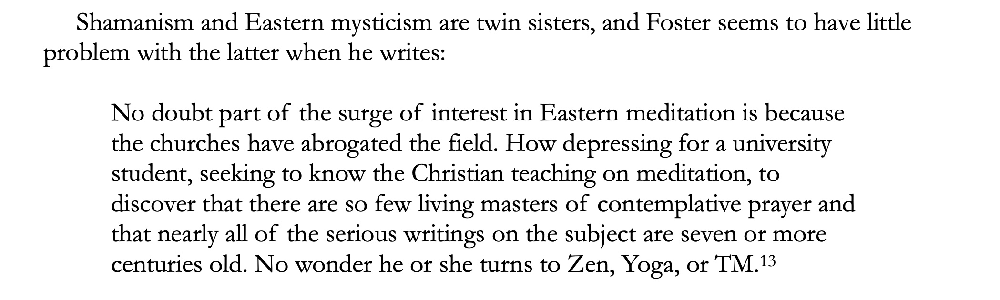 Shamanism and Eastern mysticism are twin sisters, and Foster seems to have little
problem with the latter when he writes:
No doubt part of the surge of interest in Eastern meditation is because
the churches have abrogated the field. How depressing for a university
student, seeking to know the Christian teaching on meditation, to
discover that there are so few living masters of contemplative prayer and
that nearly all of the serious writings on the subject are seven or more
centuries old. No wonder he or she turns to Zen, Yoga, or TM.13